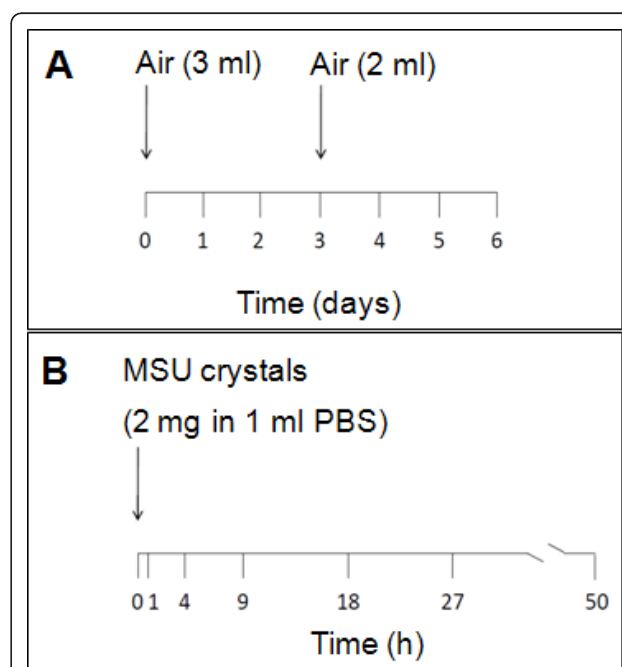 A Air (3 ml) Air (2 ml)
0 1 2 3 4 5 6
Time (days)
B MSU crystals
(2 mg in 1 ml PBS)
0 1 4 9 18 27 50
Time (h)